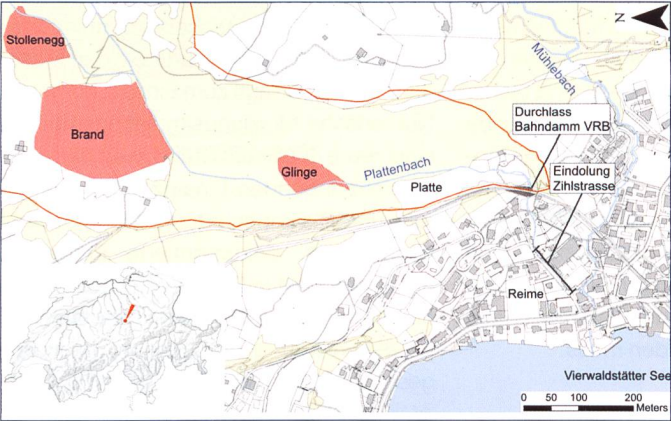 Stollenegg
N
Mühlebach
Durchlass
Bahndamm VRB
Brand
Glinge
Plattenbach
Eindolung
Zihlstrasse
Platte
Reime
Vierwaldstätter See
0 50 100 200
Meters